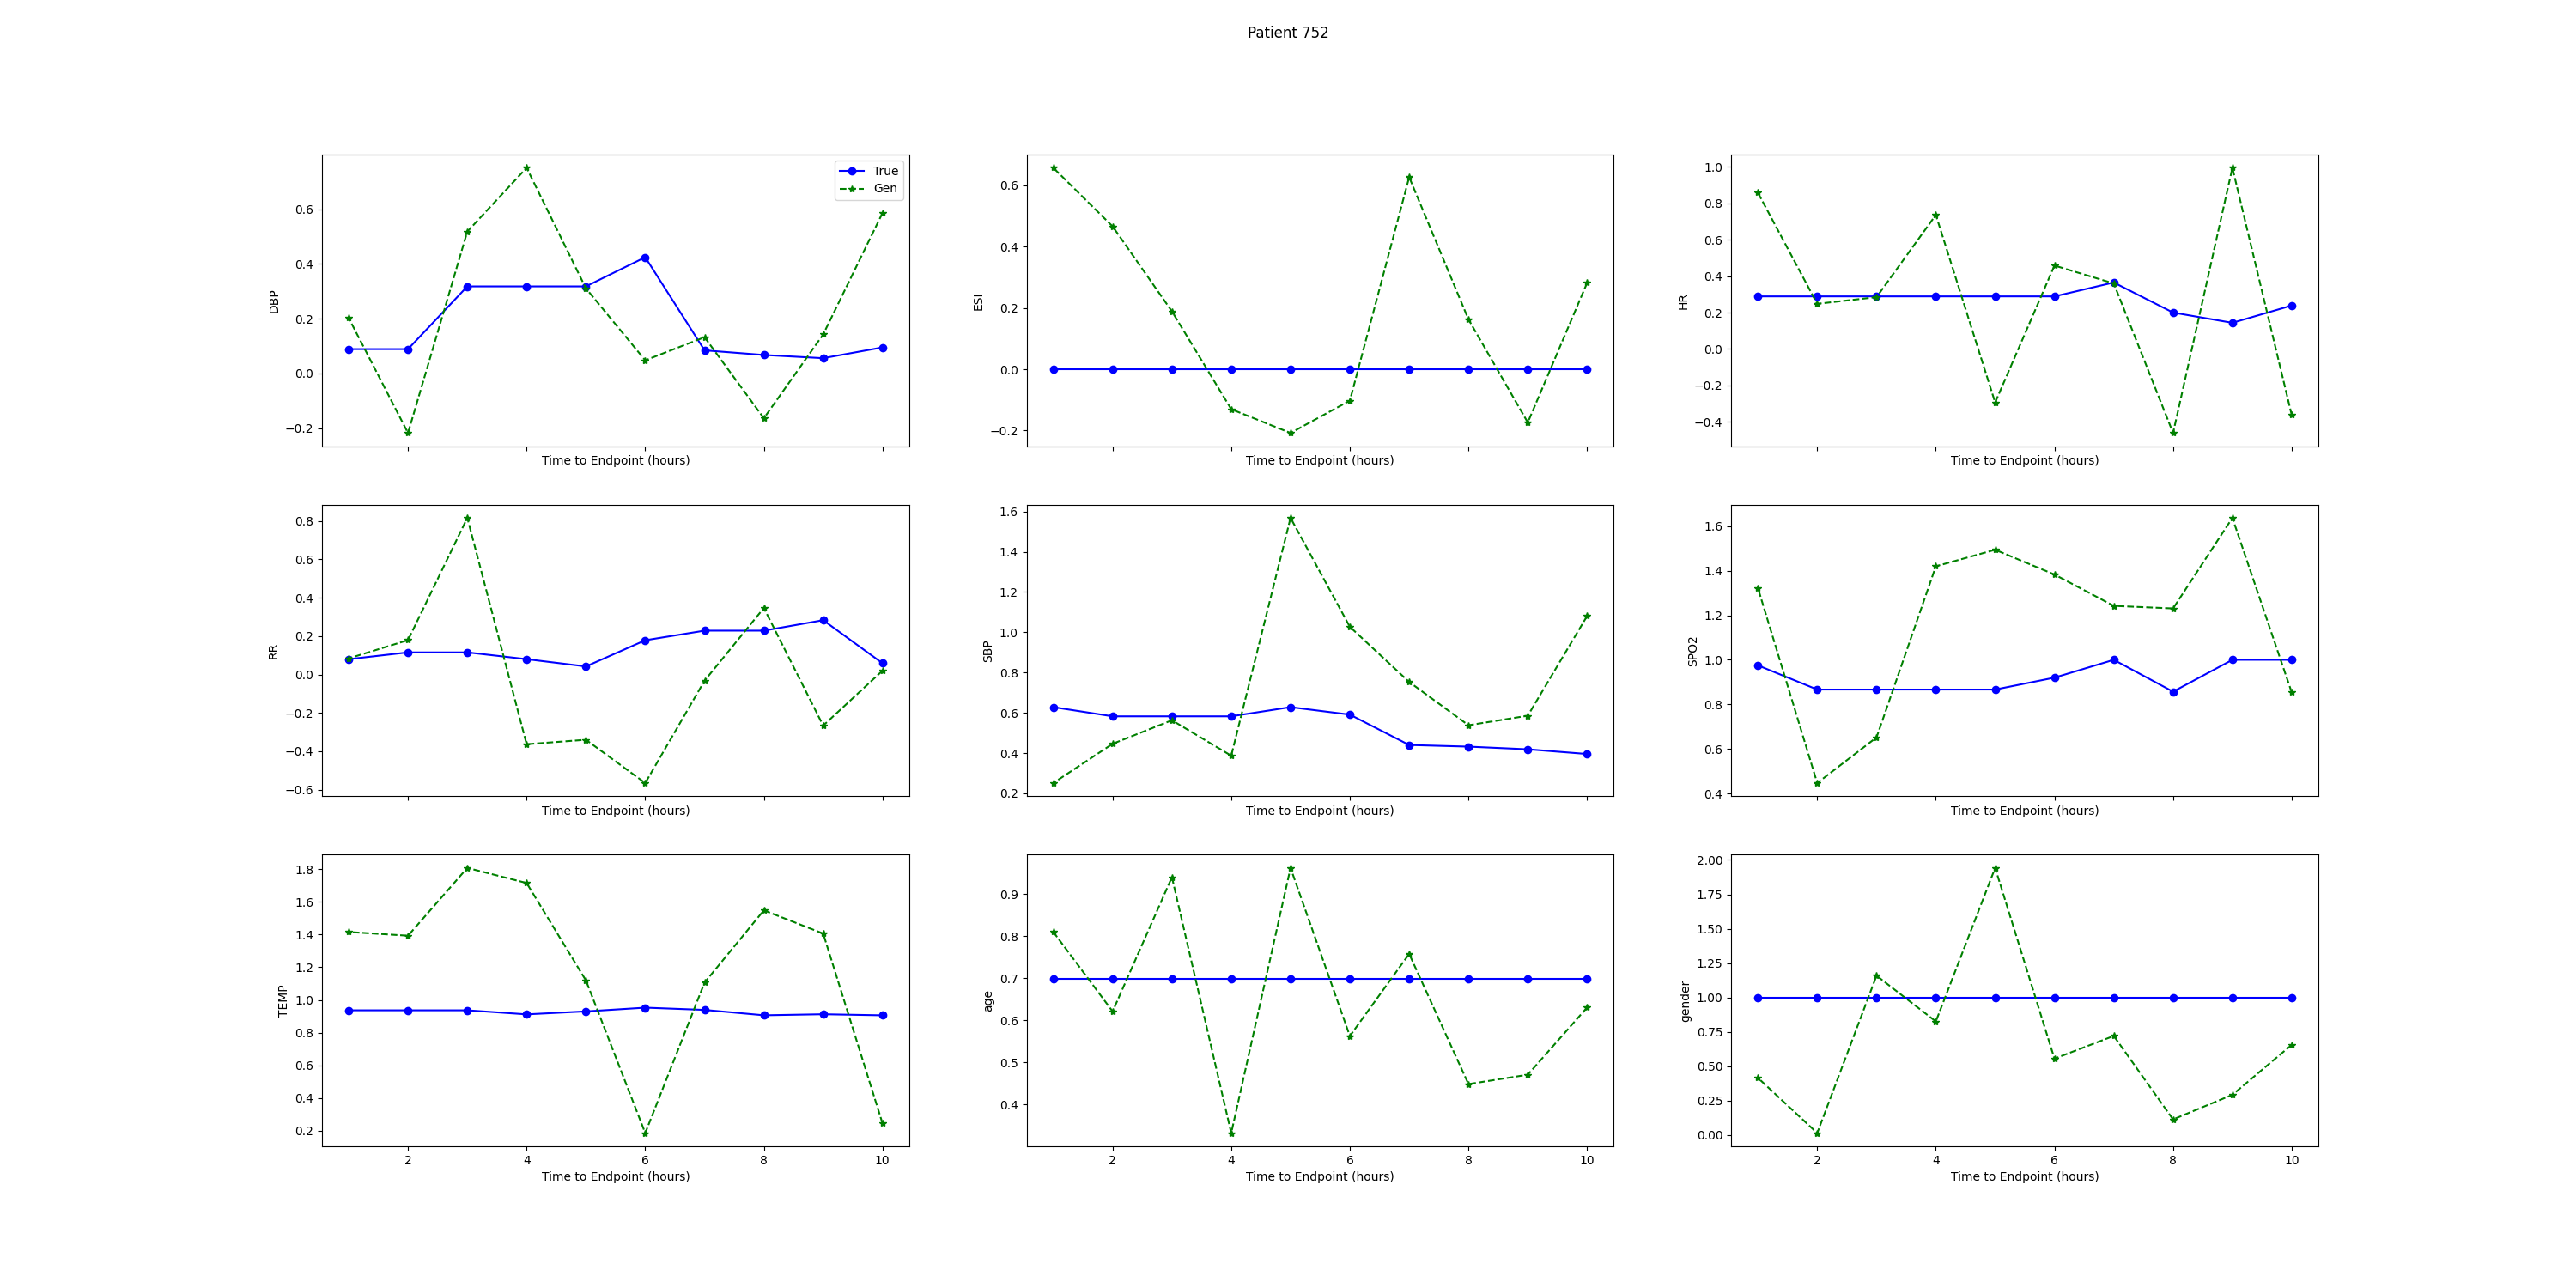 Patient 752
True
Gen
DBP
0.6
0.4
0.2
0.0
−0.2
Time to Endpoint (hours)
ESI
0.6
0.4
0.2
0.0
−0.2
Time to Endpoint (hours)
HR
1.0
0.8
0.6
0.4
0.2
0.0
−0.2
−0.4
Time to Endpoint (hours)
RR
0.8
0.6
0.4
0.2
0.0
−0.2
−0.4
−0.6
Time to Endpoint (hours)
SBP
1.6
1.4
1.2
1.0
0.8
0.6
0.4
0.2
Time to Endpoint (hours)
SPO2
1.6
1.4
1.2
1.0
0.8
0.6
0.4
Time to Endpoint (hours)
TEMP
1.8
1.6
1.4
1.2
1.0
0.8
0.6
0.4
0.2
2 4 6 8 10
Time to Endpoint (hours)
age
0.9
0.8
0.7
0.6
0.5
0.4
2 4 6 8 10
Time to Endpoint (hours)
gender
2.00
1.75
1.50
1.25
1.00
0.75
0.50
0.25
0.00
2 4 6 8 10
Time to Endpoint (hours)